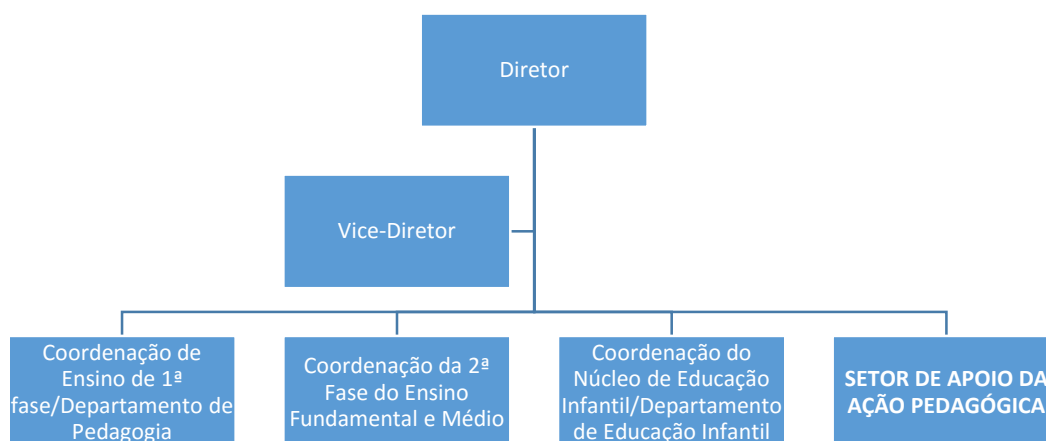 Diretor
Vice-Diretor
Coordenação de
Ensino de 1ª
fase/Departamento de
Pedagogia
Coordenação da 2ª
Fase do Ensino
Fundamental e Médio
Coordenação do
Núcleo de Educação
Infantil/Departamento
de Educação Infantil
SETOR DE APOIO DA
AÇÃO PEDAGÓGICA